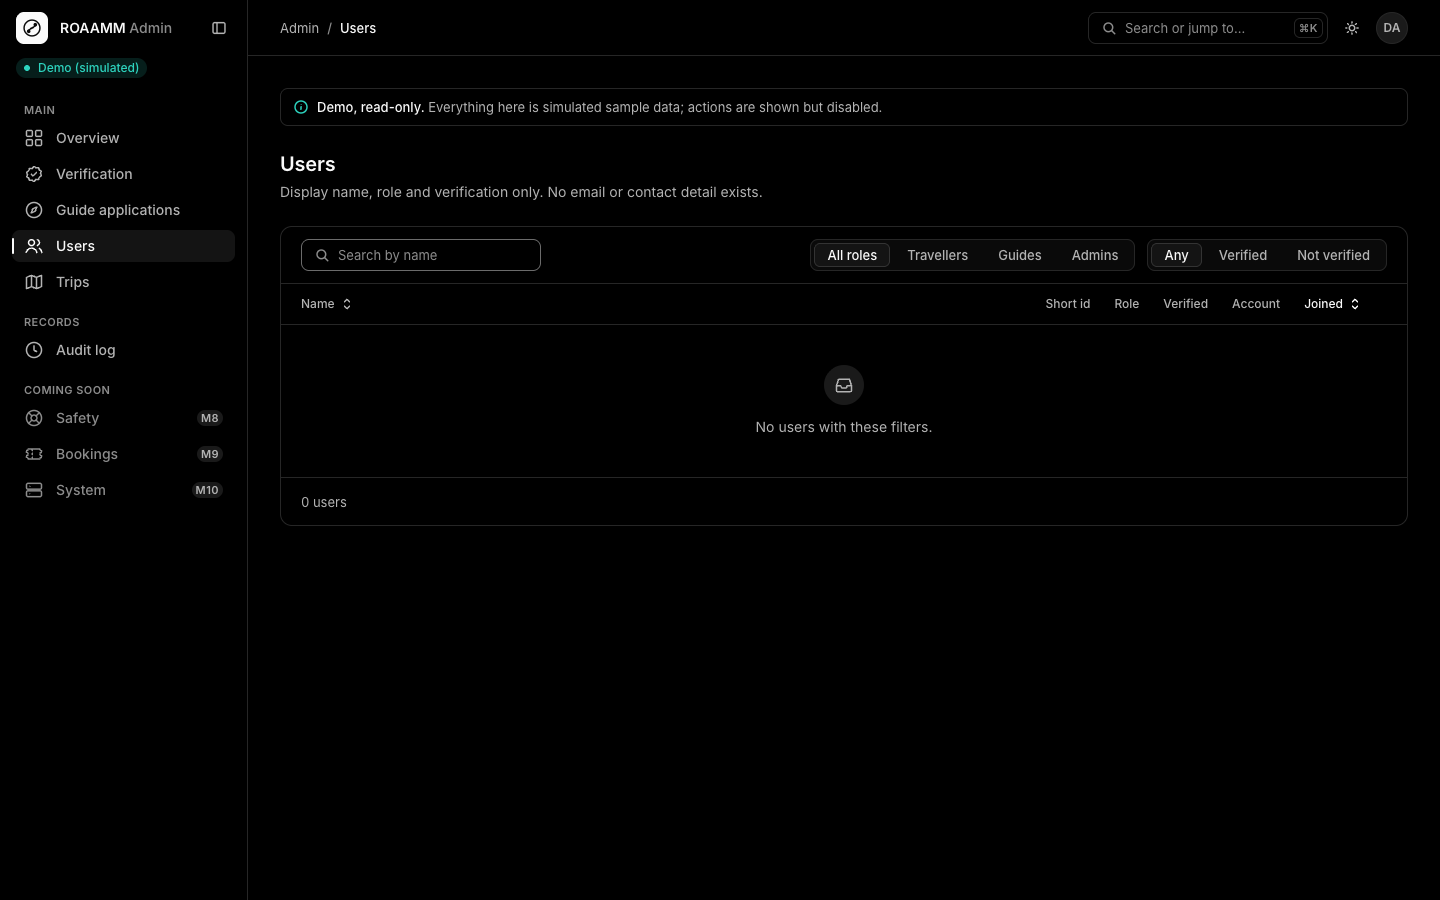 ROAAMM Admin
Demo (simulated)
MAIN
Overview
Verification
Guide applications
Users
Trips
RECORDS
Audit log
COMING SOON
Safety M8
Bookings M9
System M10
Admin / Users
Search or jump to... ⌘K
DA
Demo, read-only. Everything here is simulated sample data; actions are shown but disabled.
Users
Display name, role and verification only. No email or contact detail exists.
Search by name
All roles Travellers Guides Admins
Any Verified Not verified
Name Short id Role Verified Account Joined
No users with these filters.
0 users